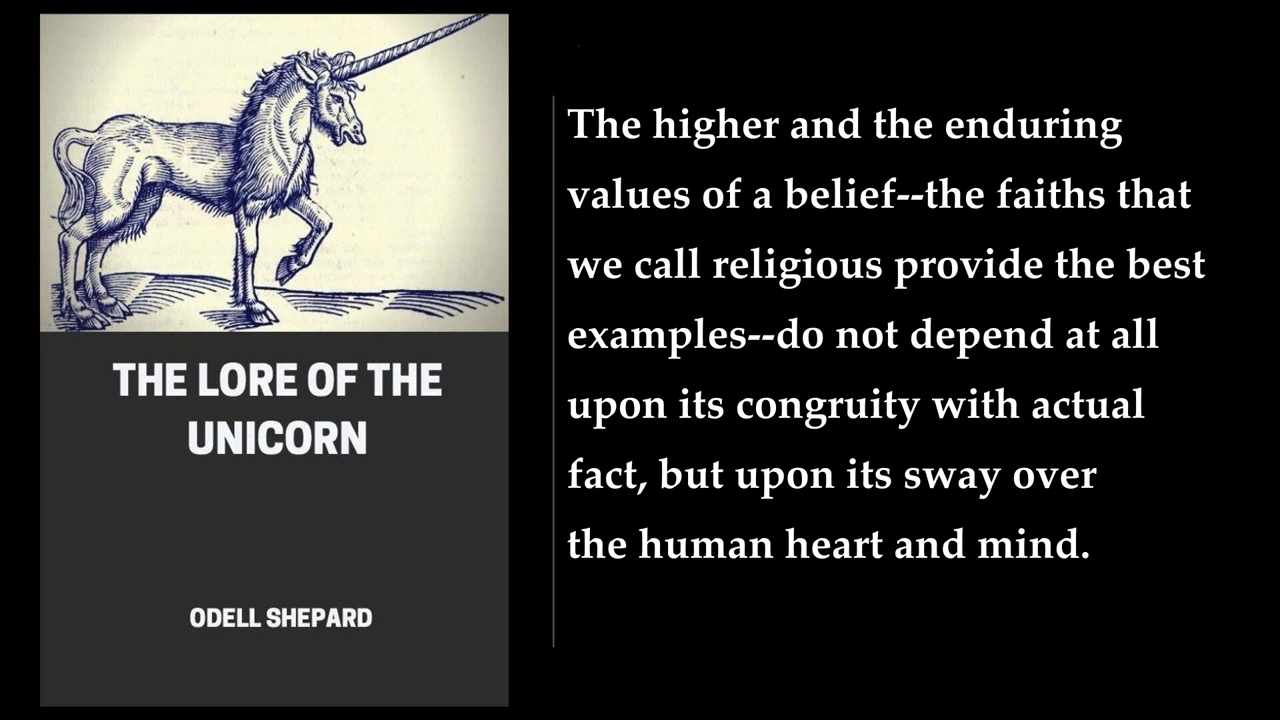 THE LORE OF THE
UNICORN
ODELL SHEPARD
The higher and the enduring
values of a belief--the faiths that
we call religious provide the best
examples--do not depend at all
upon its congruity with actual
fact, but upon its sway over
the human heart and mind.